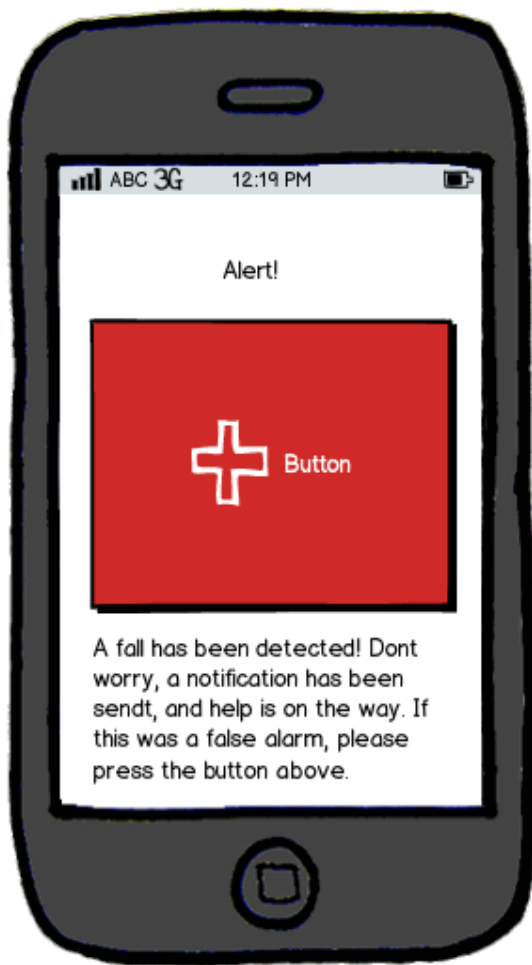 ABC 3G 12:19 PM
Alert!
Button
A fall has been detected! Dont
worry, a notification has been
sendt, and help is on the way. If
this was a false alarm, please
press the button above.